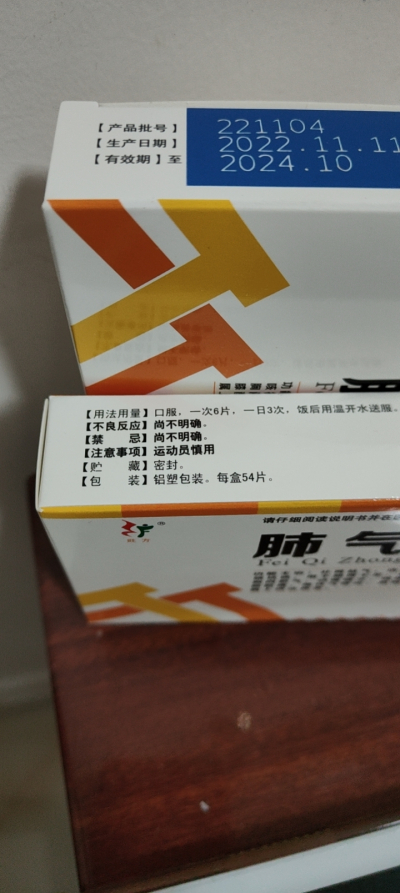 【产品批号】 221104
【生产日期】 2022.11.11
【有效期】至 2024.10
【用法用量】口服，一次6片，一日3次，饭后用温开水送服。
【不良反应】尚不明确。
【禁 忌】尚不明确。
【注意事项】运动员慎用
【贮 藏】密封。
【包 装】铝塑包装。每盒54片。
请仔细阅读说明书并在
肺气
Fei Qi Zhong